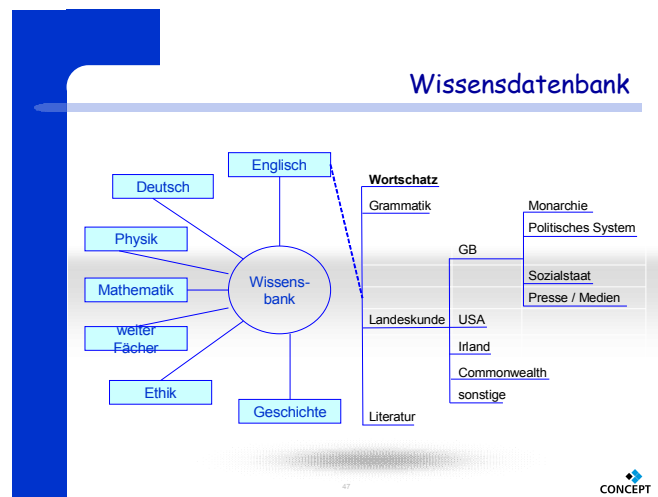 Wissensdatenbank
Englisch
Deutsch
Physik
Mathematik
weiter
Fächer
Ethik
Geschichte
Wissens-
bank
Wortschatz
Grammatik
Landeskunde
Literatur
GB
USA
Irland
Commonwealth
sonstige
Monarchie
Politisches System
Sozialstaat
Presse / Medien
47
CONCEPT